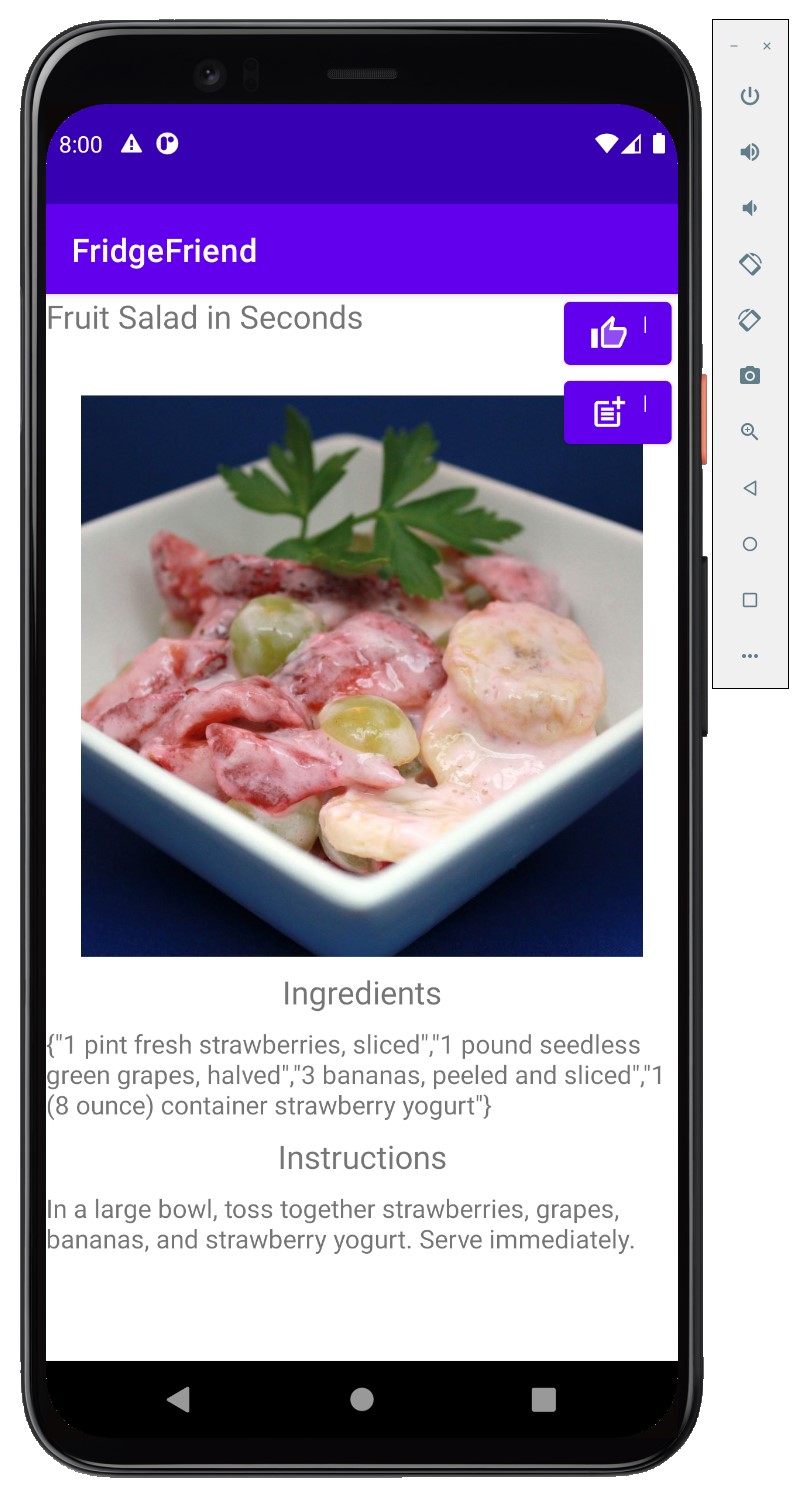 8:00
FridgeFriend
Fruit Salad in Seconds
Ingredients
{"1 pint fresh strawberries, sliced","1 pound seedless
green grapes, halved","3 bananas, peeled and sliced","1
(8 ounce) container strawberry yogurt"}
Instructions
In a large bowl, toss together strawberries, grapes,
bananas, and strawberry yogurt. Serve immediately.